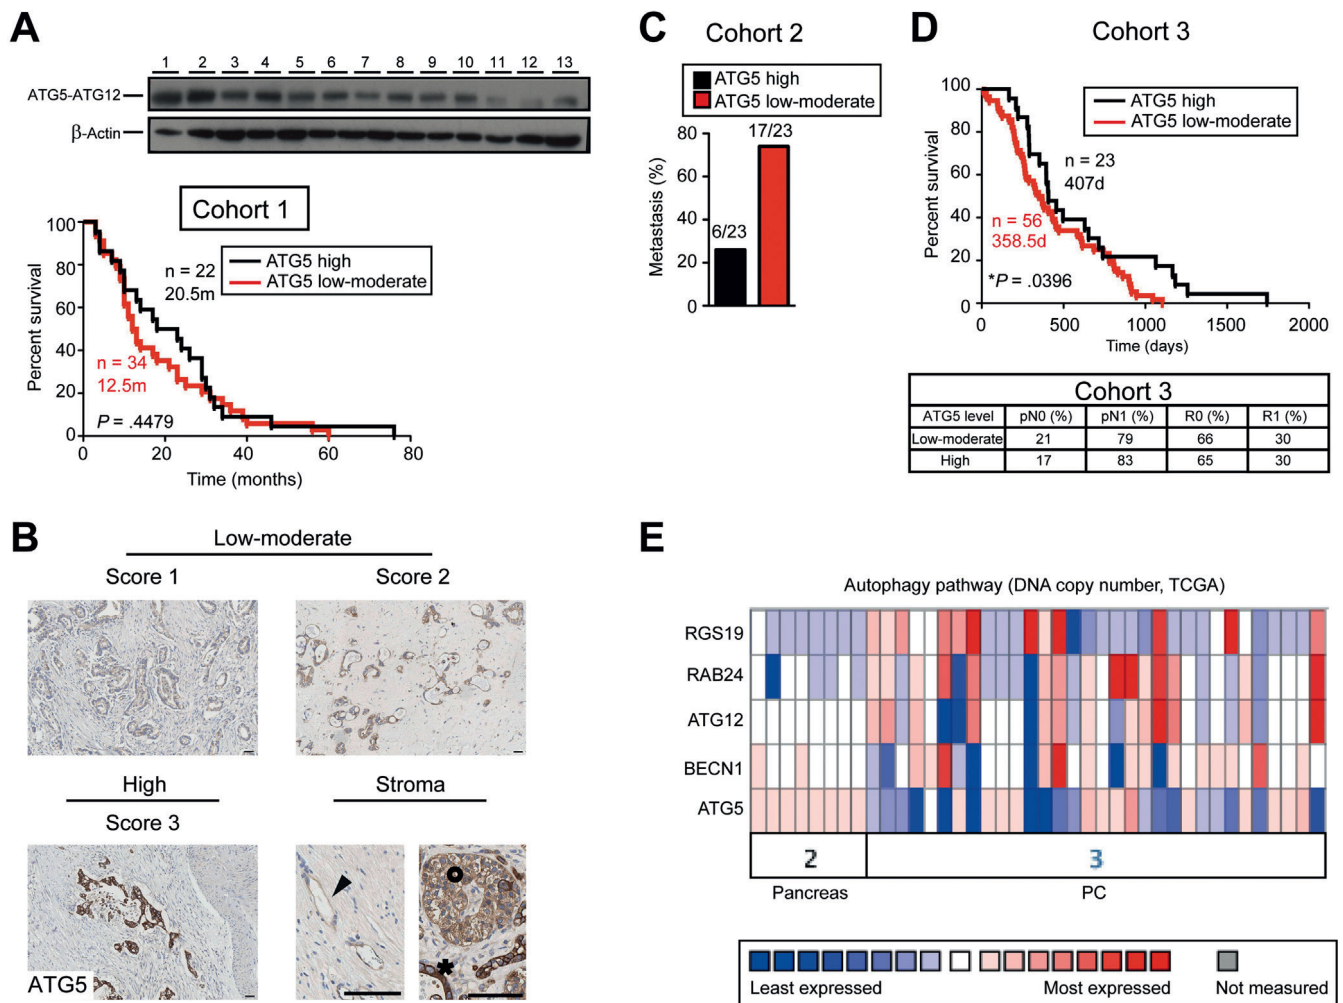 A
1 2 3 4 5 6 7 8 9 10 11 12 13
ATG5-ATG12
β-Actin
Cohort 1
ATG5 high
ATG5 low-moderate
n = 22
20.5m
n = 34
12.5m
P = .4479
Percent survival
100
80
60
40
20
0
0 20 40 60 80
Time (months)
B
Low-moderate
Score 1 Score 2
High Stroma
Score 3
ATG5
*
C
Cohort 2
ATG5 high
ATG5 low-moderate
Metastasis (%)
80
60
40
20
0
6/23
17/23
D
Cohort 3
ATG5 high
ATG5 low-moderate
n = 23
407d
n = 56
358.5d
*P = .0396
Percent survival
100
80
60
40
20
0
0 500 1000 1500 2000
Time (days)
Cohort 3
ATG5 level pN0 (%) pN1 (%) R0 (%) R1 (%)
Low-moderate 21 79 66 30
High 17 83 65 30
E
Autophagy pathway (DNA copy number, TCGA)
RGS19
RAB24
ATG12
BECN1
ATG5
2 3
Pancreas PC
Least expressed Most expressed Not measured